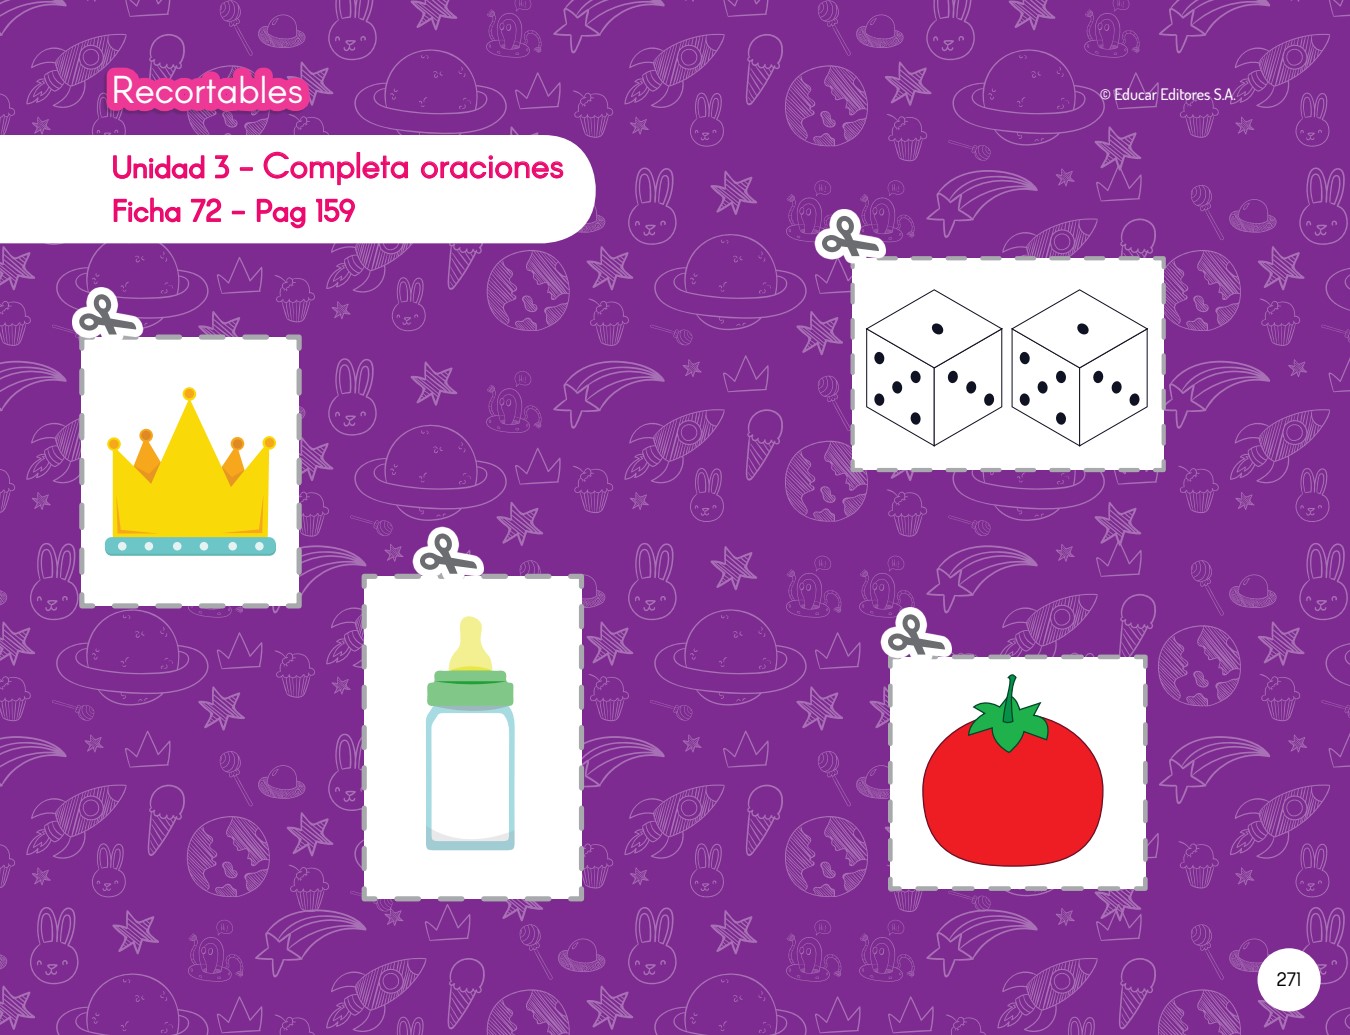 Recortables
© Educar Editores S.A.
Unidad 3 - Completa oraciones
Ficha 72 - Pag 159
271